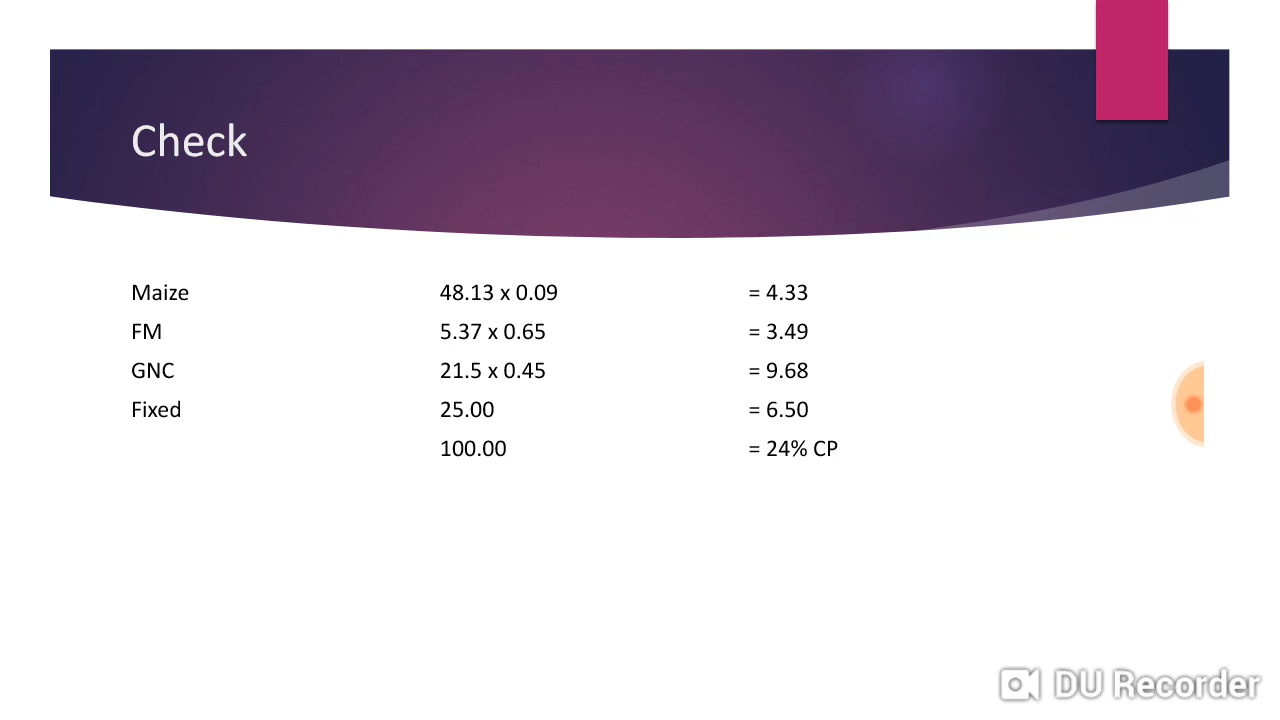 Check
Maize 48.13 x 0.09 = 4.33
FM 5.37 x 0.65 = 3.49
GNC 21.5 x 0.45 = 9.68
Fixed 25.00 = 6.50
100.00 = 24% CP
DU Recorder